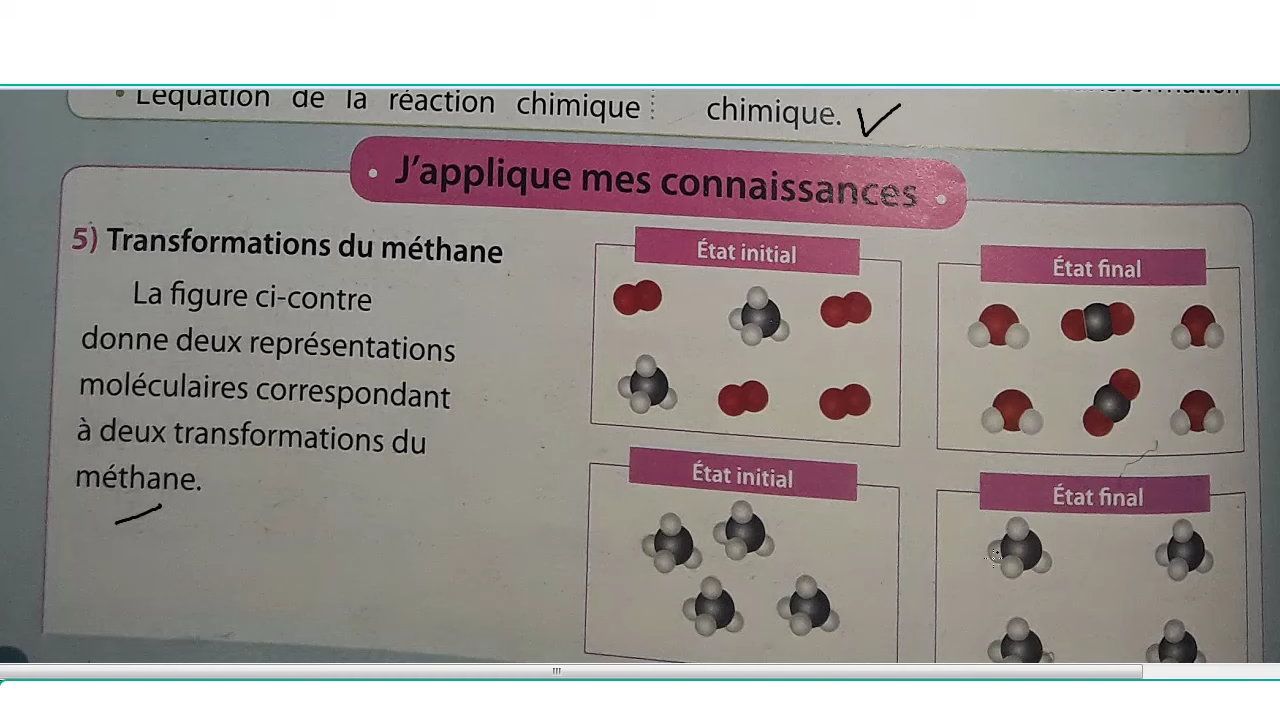 • L'équation de la réaction chimique
chimique.
• J'applique mes connaissances •
5) Transformations du méthane
La figure ci-contre
donne deux représentations
moléculaires correspondant
à deux transformations du
méthane.
État initial
État final
État initial
État final